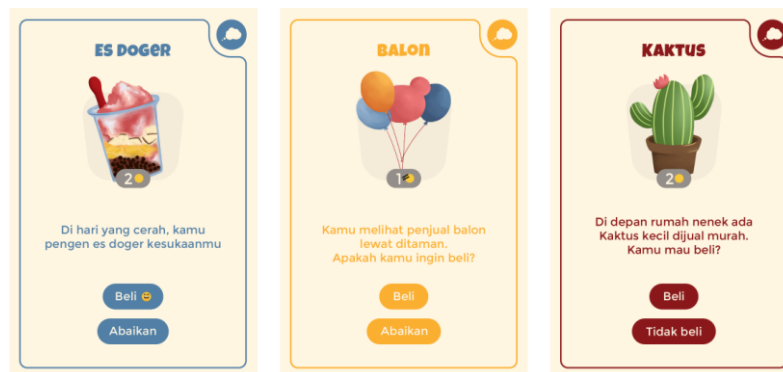 ES DOGER
2
Di hari yang cerah, kamu
pengen es doger kesukaanmu
Beli
Abaikan
BALON
1
Kamu melihat penjual balon
lewat ditaman.
Apakah kamu ingin beli?
Beli
Abaikan
KAKTUS
2
Di depan rumah nenek ada
Kaktus kecil dijual murah.
Kamu mau beli?
Beli
Tidak beli